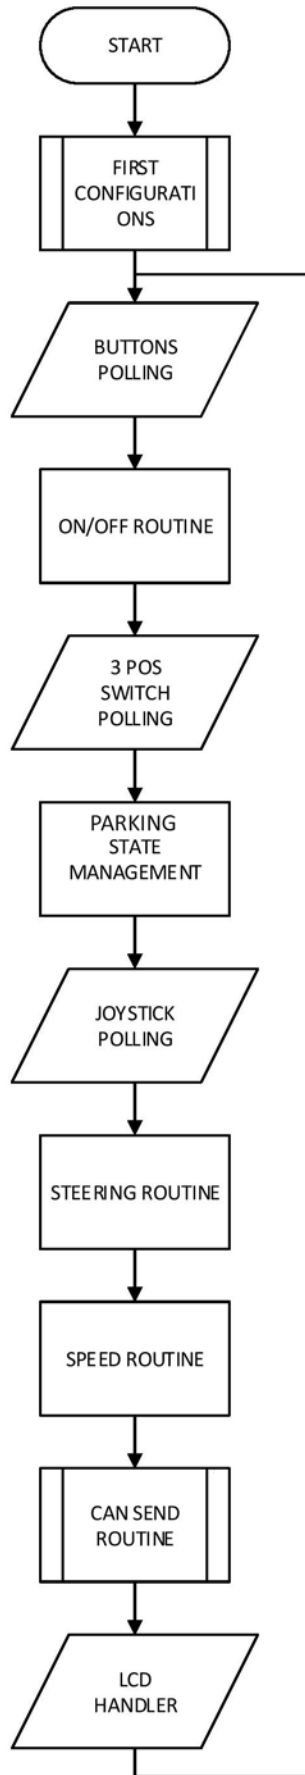 START
FIRST
CONFIGURATI
ONS
BUTTONS
POLLING
ON/OFF ROUTINE
3 POS
SWITCH
POLLING
PARKING
STATE
MANAGEMENT
JOYSTICK
POLLING
STEERING ROUTINE
SPEED ROUTINE
CAN SEND
ROUTINE
LCD
HANDLER